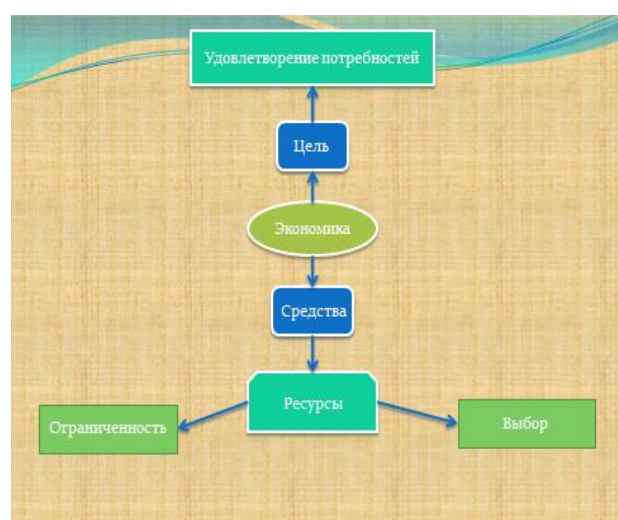 Удовлетворение потребностей
Цель
Экономика
Средства
Ресурсы
Ограниченность
Выбор